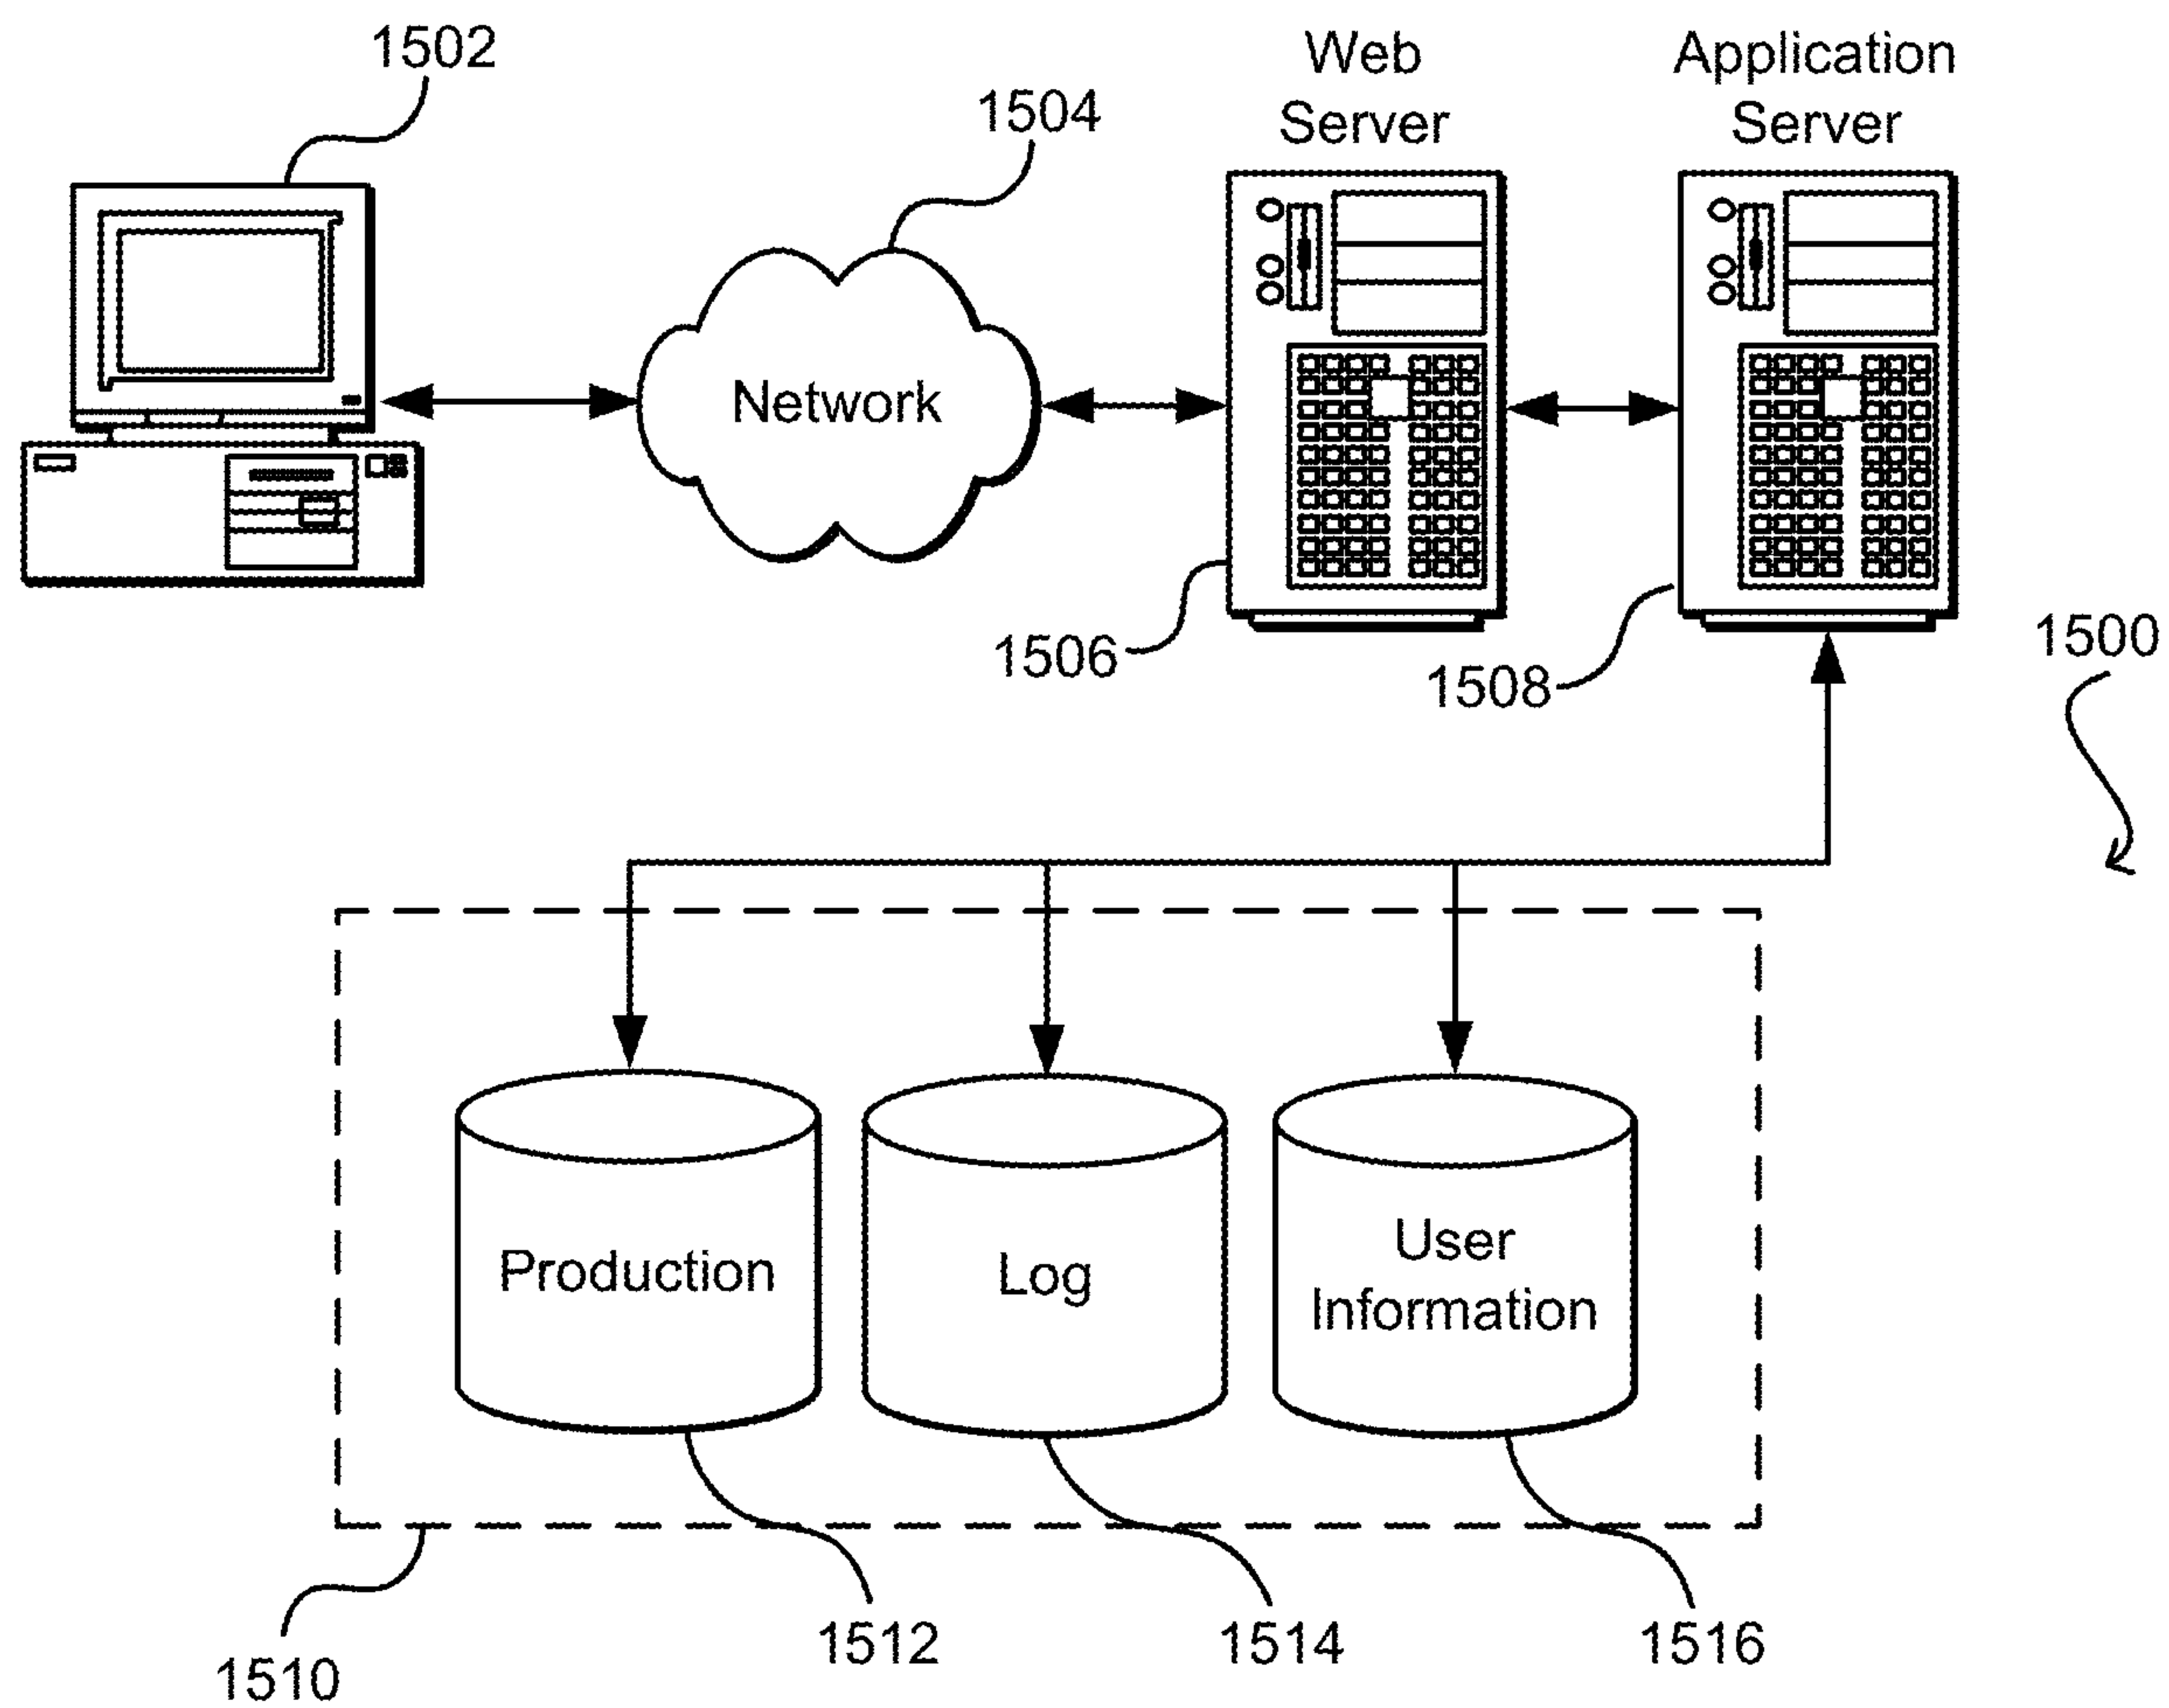 1502
1504
Web
Server
Application
Server
Network
1506
1508
1500
Production
Log
User
Information
1510
1512
1514
1516